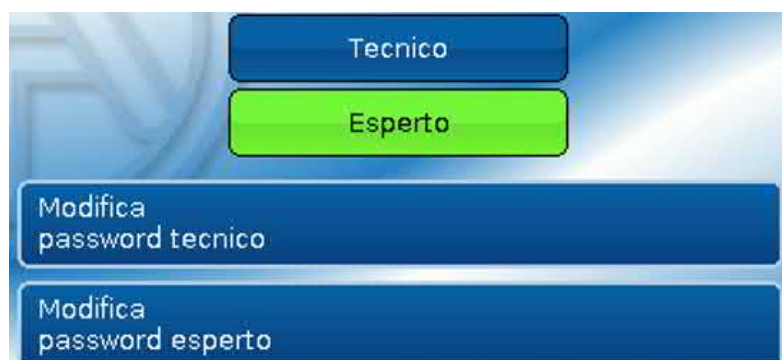 Tecnico
Esperto
Modifica
password tecnico
Modifica
password esperto